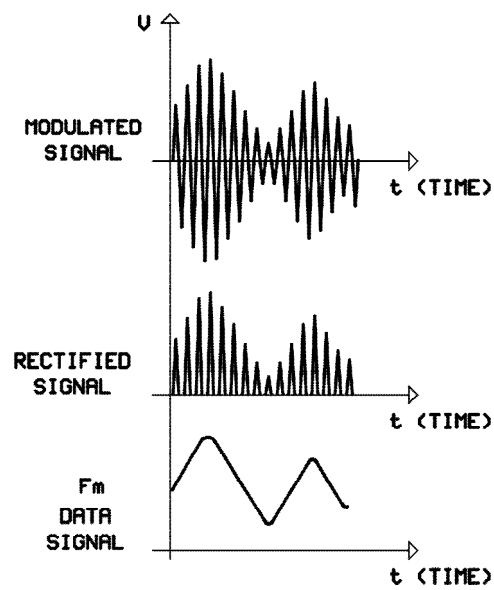 V
MODULATED
SIGNAL
t (TIME)
RECTIFIED
SIGNAL
t (TIME)
Fm
DATA
SIGNAL
t (TIME)